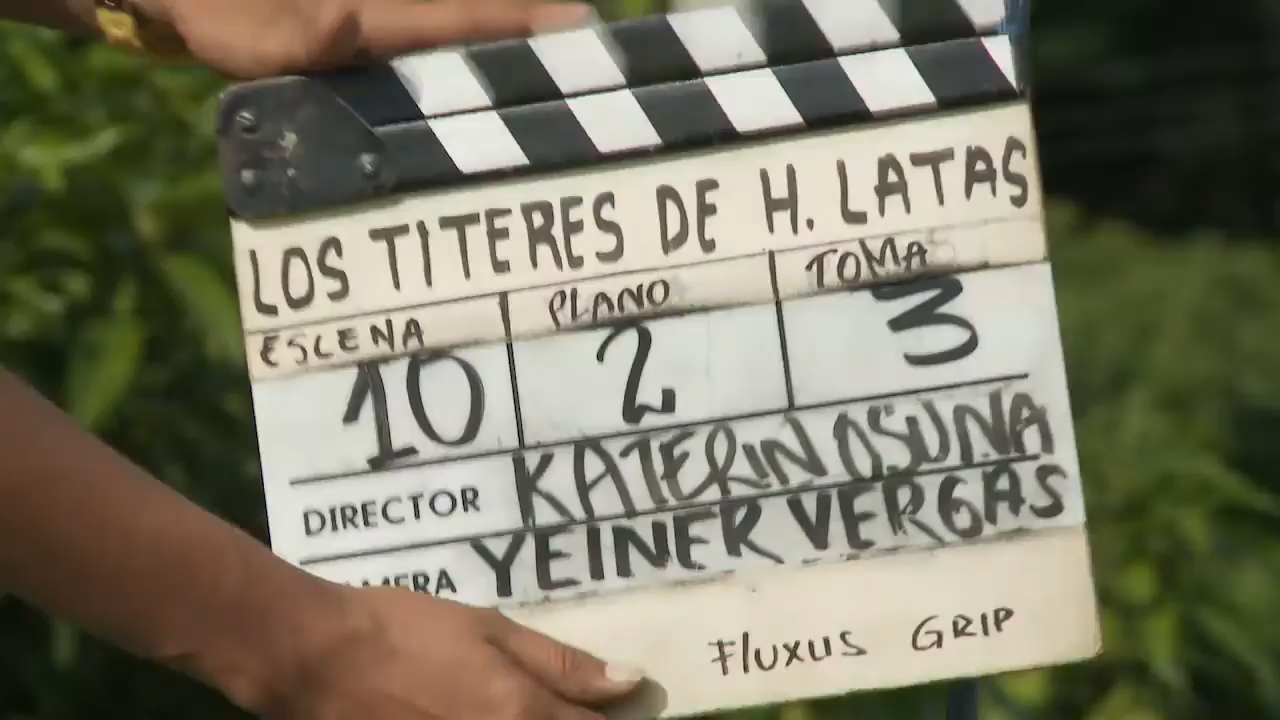 LOS TITERES DE H. LATAS
ESCENA PLANO TOMA
10 2 3
DIRECTOR KATERIN OSUNA
YEINER VERGAS
Fluxus GRIP